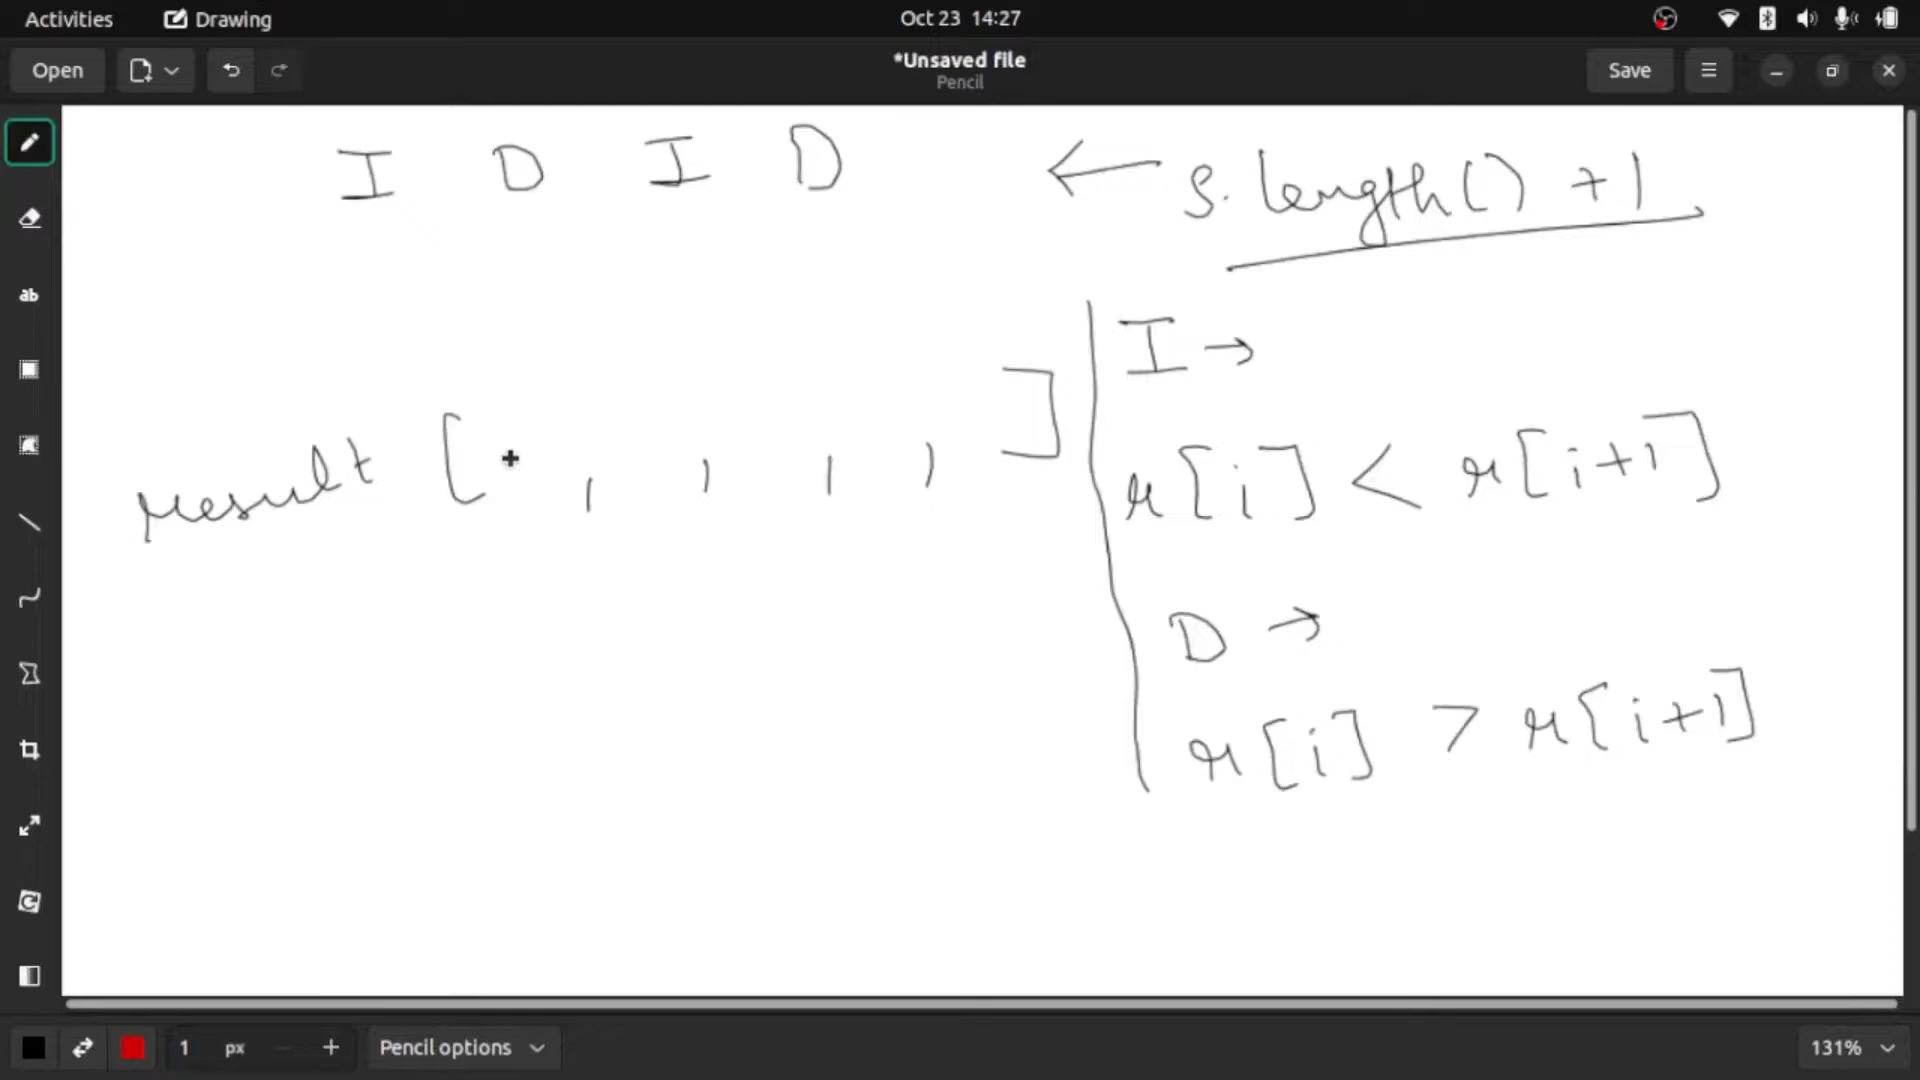 Activities Drawing Oct 23 14:27
Open *Unsaved file Save
Pencil
I D I D ← s.length() + 1
ab
I →
result [ , , , , ]
r[i] < r[i+1]
D →
r[i] > r[i+1]
1 px - + Pencil options 131%